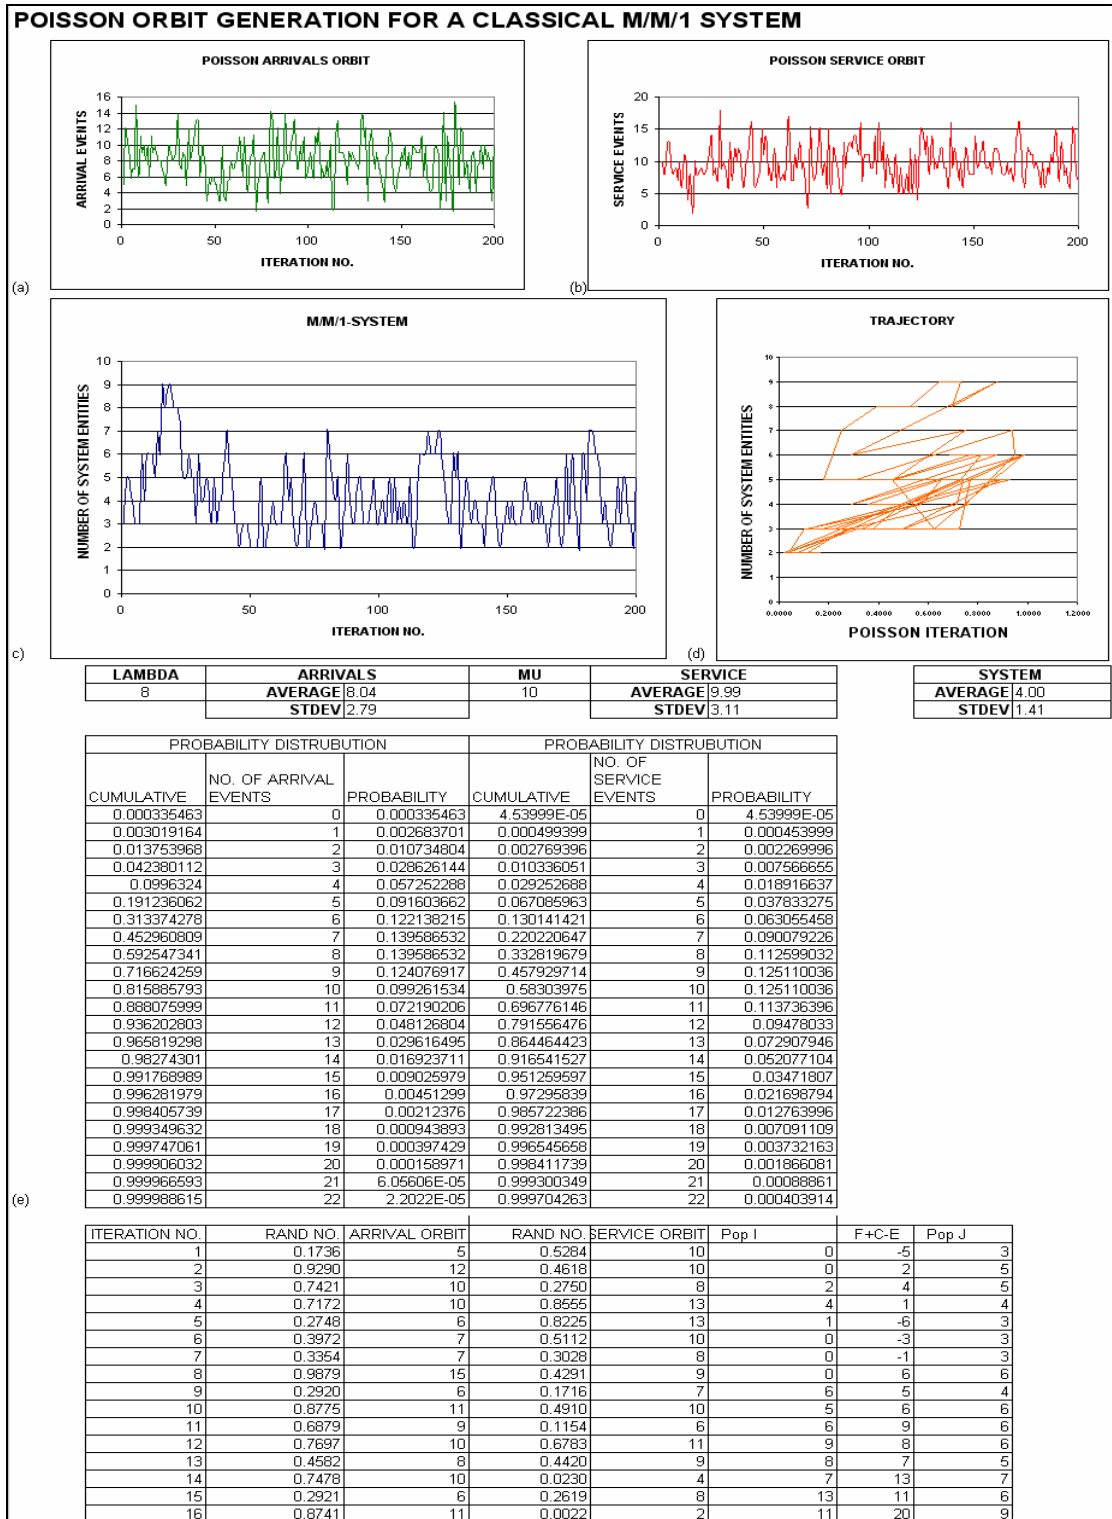 POISSON ORBIT GENERATION FOR A CLASSICAL M/M/1 SYSTEM
POISSON ARRIVALS ORBIT
ARRIVAL EVENTS
16
14
12
10
8
6
4
2
0
0 50 100 150 200
ITERATION NO.
(a)
POISSON SERVICE ORBIT
SERVICE EVENTS
20
15
10
5
0
0 50 100 150 200
ITERATION NO.
(b)
M/M/1-SYSTEM
NUMBER OF SYSTEM ENTITIES
10
9
8
7
6
5
4
3
2
1
0
0 50 100 150 200
ITERATION NO.
c)
TRAJECTORY
NUMBER OF SYSTEM ENTITIES
10
9
8
7
6
5
4
3
2
1
0
0.0000 0.2000 0.4000 0.6000 0.8000 1.0000 1.2000
POISSON ITERATION
(d)
LAMBDA ARRIVALS MU SERVICE SYSTEM
8 AVERAGE 8.04 10 AVERAGE 9.99 AVERAGE 4.00
STDEV 2.79 STDEV 3.11 STDEV 1.41
PROBABILITY DISTRUBUTION PROBABILITY DISTRUBUTION
CUMULATIVE NO. OF ARRIVAL EVENTS PROBABILITY CUMULATIVE NO. OF SERVICE EVENTS PROBABILITY
0.000335463 0 0.000335463 4.53999E-05 0 4.53999E-05
0.003019164 1 0.002683701 0.000499399 1 0.000453999
0.013753968 2 0.010734804 0.002769396 2 0.002269996
0.042380112 3 0.028626144 0.010336051 3 0.007566655
0.0996324 4 0.057252288 0.029252688 4 0.018916637
0.191236062 5 0.091603662 0.067085963 5 0.037833275
0.313374278 6 0.122138215 0.130141421 6 0.063055458
0.452960809 7 0.139586532 0.220220647 7 0.090079226
0.592547341 8 0.139586532 0.332819679 8 0.112599032
0.716624259 9 0.124076917 0.457929714 9 0.125110036
0.815885793 10 0.099261534 0.58303975 10 0.125110036
0.888075999 11 0.072190206 0.696776146 11 0.113736396
0.936202803 12 0.048126804 0.791556476 12 0.09478033
0.965819298 13 0.029616495 0.864464423 13 0.072907946
0.98274301 14 0.016923711 0.916541527 14 0.052077104
0.991768989 15 0.009025979 0.951259597 15 0.03471807
0.996281979 16 0.00451299 0.97295839 16 0.021698794
0.998405739 17 0.00212376 0.985722386 17 0.012763996
0.999349632 18 0.000943893 0.992813495 18 0.007091109
0.999747061 19 0.000397429 0.996545658 19 0.003732163
0.999906032 20 0.000158971 0.998411739 20 0.001866081
0.999966593 21 6.05606E-05 0.999300349 21 0.00088861
0.999988615 22 2.2022E-05 0.999704263 22 0.000403914
(e)
ITERATION NO. RAND NO. ARRIVAL ORBIT RAND NO. SERVICE ORBIT Pop I F+C-E Pop J
1 0.1736 5 0.5284 10 0 -5 3
2 0.9290 12 0.4618 10 0 2 5
3 0.7421 10 0.2750 8 2 4 5
4 0.7172 10 0.8555 13 4 1 4
5 0.2748 6 0.8225 13 1 -6 3
6 0.3972 7 0.5112 10 0 -3 3
7 0.3354 7 0.3028 8 0 -1 3
8 0.9879 15 0.4291 9 0 6 6
9 0.2920 6 0.1716 7 6 5 4
10 0.8775 11 0.4910 10 5 6 6
11 0.6879 9 0.1154 6 6 9 6
12 0.7697 10 0.6783 11 9 8 6
13 0.4582 8 0.4420 9 8 7 5
14 0.7478 10 0.0230 4 7 13 7
15 0.2921 6 0.2619 8 13 11 6
16 0.8741 11 0.0022 2 11 20 9